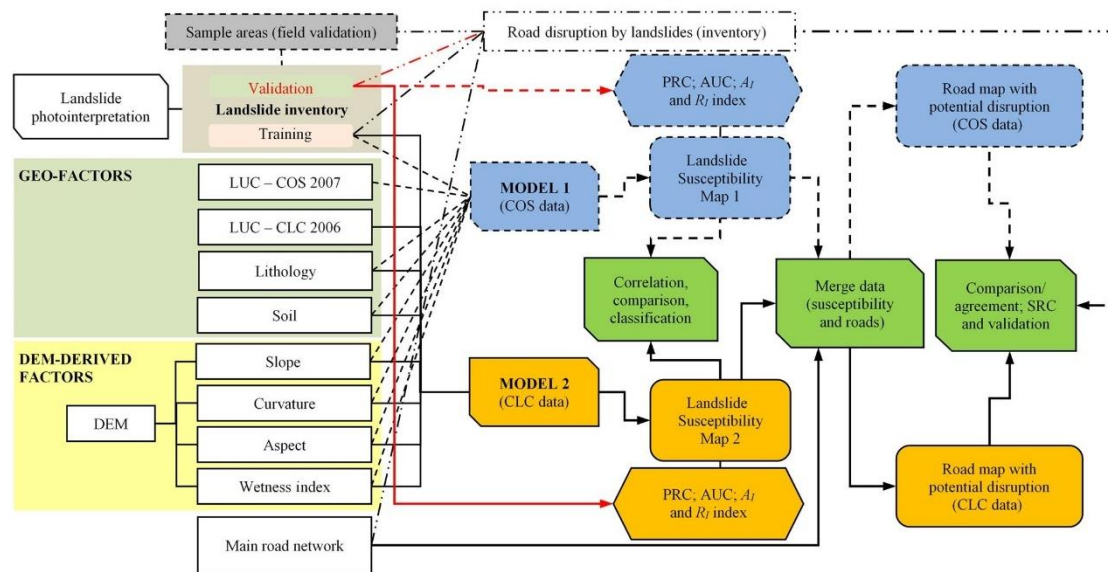 Sample areas (field validation)
Road disruption by landslides (inventory)
Landslide
photointerpretation
Validation
Landslide inventory
Training
PRC; AUC; A_I
and R_I index
Road map with
potential disruption
(COS data)
GEO-FACTORS
LUC – COS 2007
LUC – CLC 2006
Lithology
Soil
MODEL 1
(COS data)
Landslide
Susceptibility
Map 1
Correlation,
comparison,
classification
Merge data
(susceptibility
and roads)
Comparison/
agreement; SRC
and validation
DEM-DERIVED
FACTORS
DEM
Slope
Curvature
Aspect
Wetness index
MODEL 2
(CLC data)
Landslide
Susceptibility
Map 2
PRC; AUC; A_I
and R_I index
Road map with
potential disruption
(CLC data)
Main road network